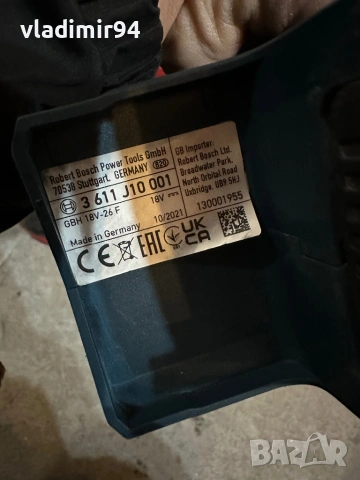 vladimir94
Robert Bosch Power Tools GmbH
70538 Stuttgart, GERMANY
3 611 J10 001
GBH 18V-26 F 18V
Made in Germany 10/2021
CE EAC UK CA
GB Importer:
Robert Bosch Ltd.
Broadwater Park,
North Orbital Road
Uxbridge, UB9 5HJ
130001955
BAZAR